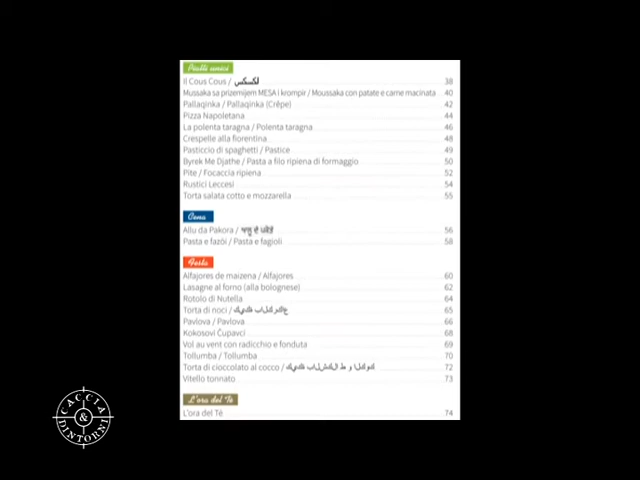 Piatti unici
Il Cous Cous / لكسكس 38
Mussaka sa prizemijem MESA i krompir / Moussaka con patate e carne macinata 40
Pallaqinka / Pallaqinka (Crêpe) 42
Pizza Napoletana 44
La polenta taragna / Polenta taragna 46
Crespelle alla fiorentina 48
Pasticcio di spaghetti / Pastice 49
Byrek Me Djathe / Pasta a filo ripiena di formaggio 50
Pite / Focaccia ripiena 52
Rustici Leccesi 54
Torta salata cotto e mozzarella 55
Cena
Allu da Pakora / ਆਲੂ ਦੇ ਪਕੌੜੇ 56
Pasta e fazöi / Pasta e fagioli 58
Festa
Alfajores de maizena / Alfajores 60
Lasagne al forno (alla bolognese) 62
Rotolo di Nutella 64
Torta di noci / 65
Pavlova / Pavlova 66
Kokosovi Čupavci 68
Vol au vent con radicchio e fonduta 69
Tollumba / Tollumba 70
Torta di cioccolato al cocco / 72
Vitello tonnato 73
L'ora del Tè
L'ora del Tè 74
CACCIA
&
DINTORNI